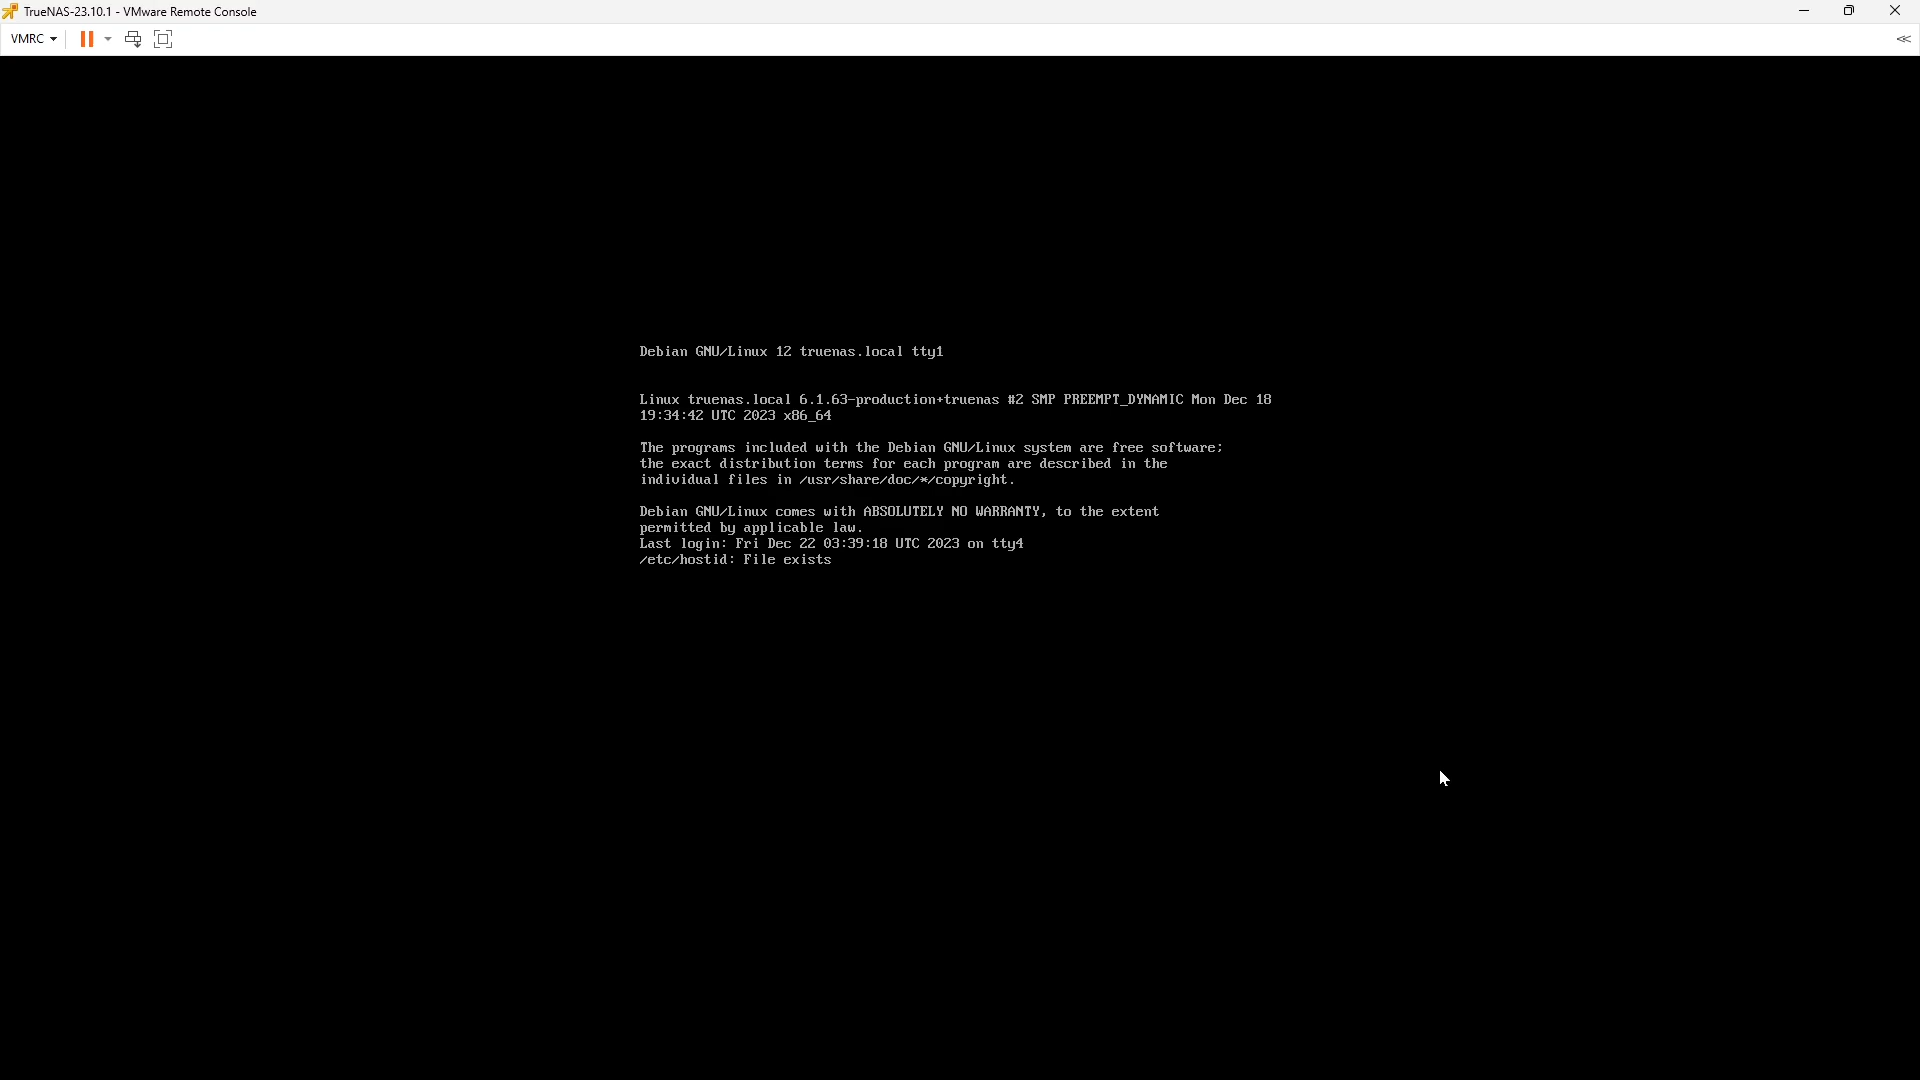 TrueNAS-23.10.1 - VMware Remote Console
VMRC
Debian GNU/Linux 12 truenas.local tty1
Linux truenas.local 6.1.63-production+truenas #2 SMP PREEMPT_DYNAMIC Mon Dec 18
19:34:42 UTC 2023 x86_64
The programs included with the Debian GNU/Linux system are free software;
the exact distribution terms for each program are described in the
individual files in /usr/share/doc/*/copyright.
Debian GNU/Linux comes with ABSOLUTELY NO WARRANTY, to the extent
permitted by applicable law.
Last login: Fri Dec 22 03:39:18 UTC 2023 on tty4
/etc/hostid: File exists